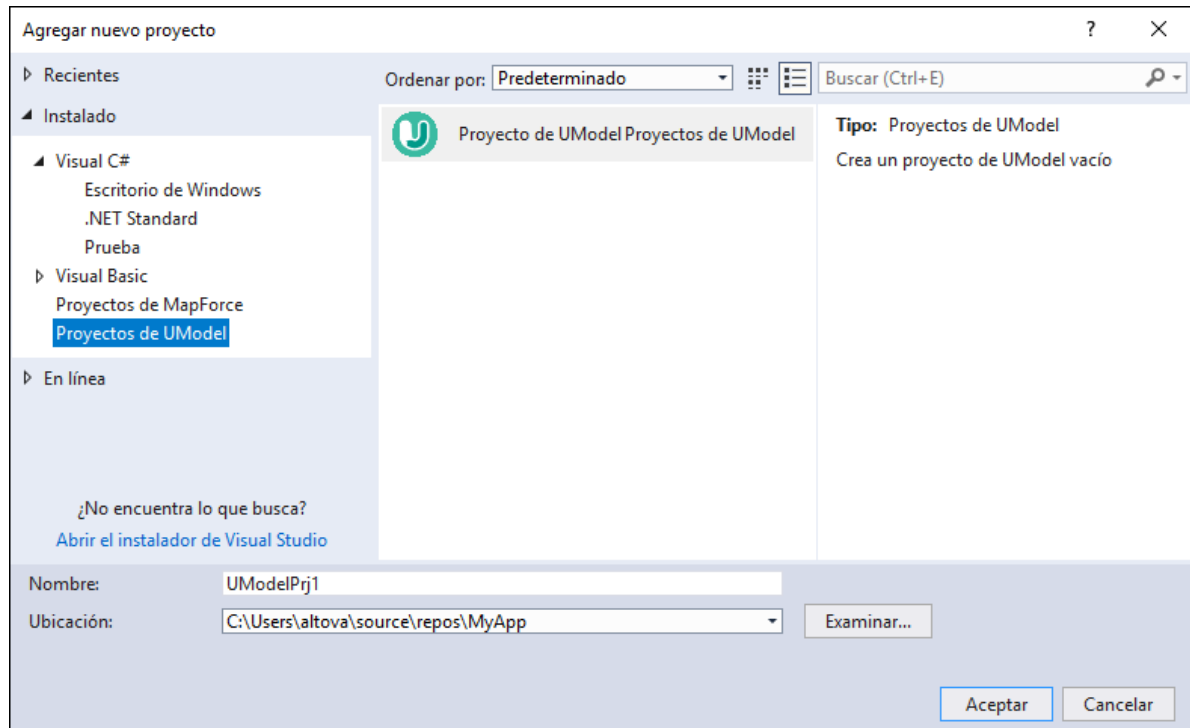 Agregar nuevo proyecto
?
Recientes
Instalado
Visual C#
Escritorio de Windows
.NET Standard
Prueba
Visual Basic
Proyectos de MapForce
Proyectos de UModel
En línea
¿No encuentra lo que busca?
Abrir el instalador de Visual Studio
Ordenar por: Predeterminado
Buscar (Ctrl+E)
Proyecto de UModel Proyectos de UModel
Tipo: Proyectos de UModel
Crea un proyecto de UModel vacío
Nombre: UModelPrj1
Ubicación: C:\Users\altova\source\repos\MyApp Examinar...
Aceptar Cancelar